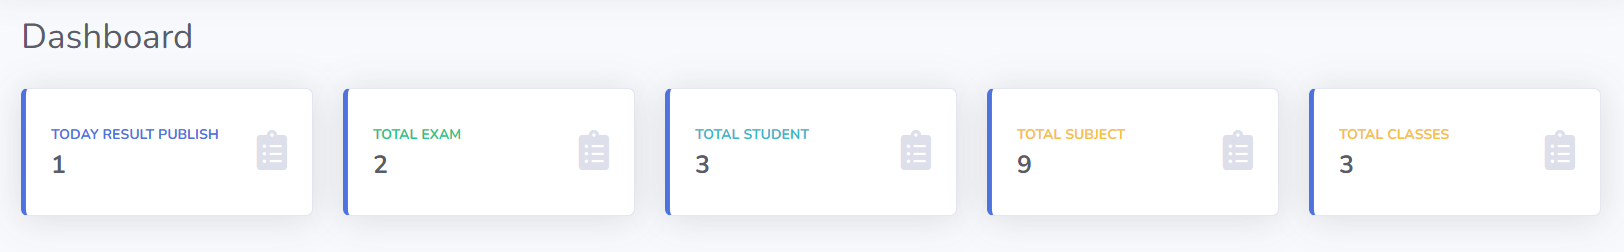 Dashboard
TODAY RESULT PUBLISH
1
TOTAL EXAM
2
TOTAL STUDENT
3
TOTAL SUBJECT
9
TOTAL CLASSES
3